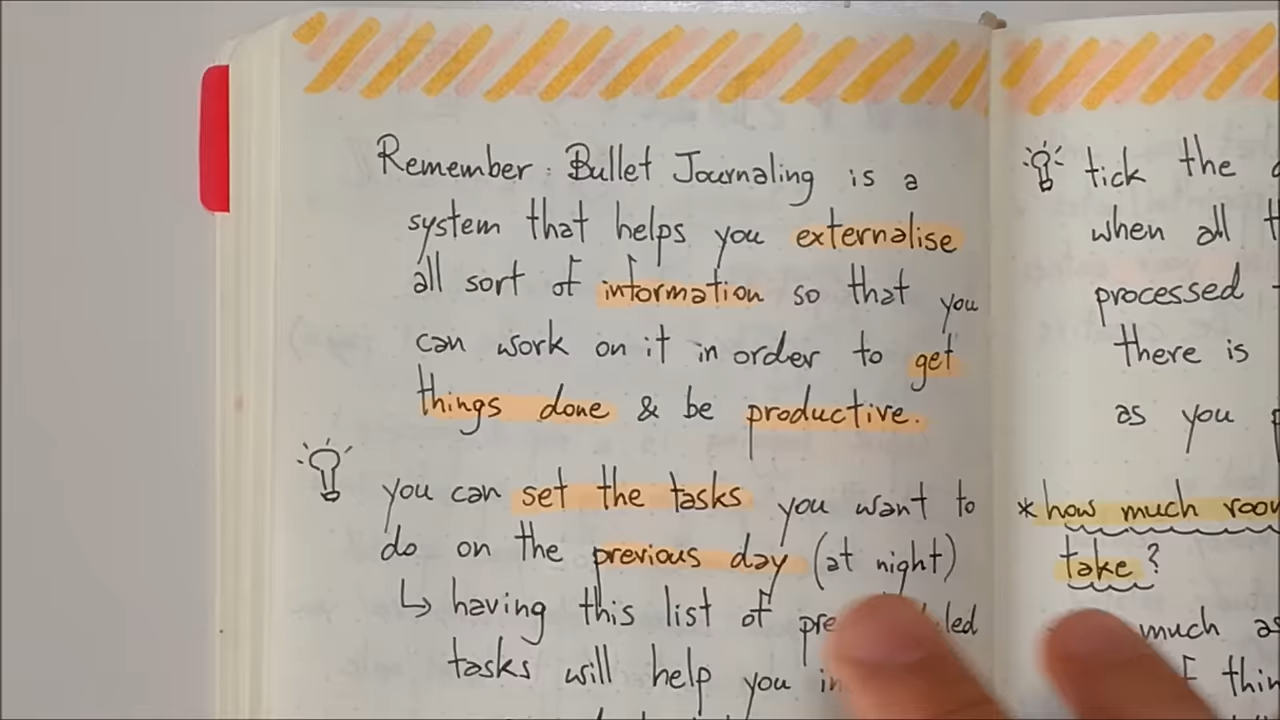 Remember: Bullet Journaling is a
system that helps you externalise
all sort of information so that you
can work on it in order to get
things done & be productive.
you can set the tasks you want to
do on the previous day (at night)
↳ having this list of
tasks will help you
tick the
when all
processed
there is
as you
* how much
take?
much as